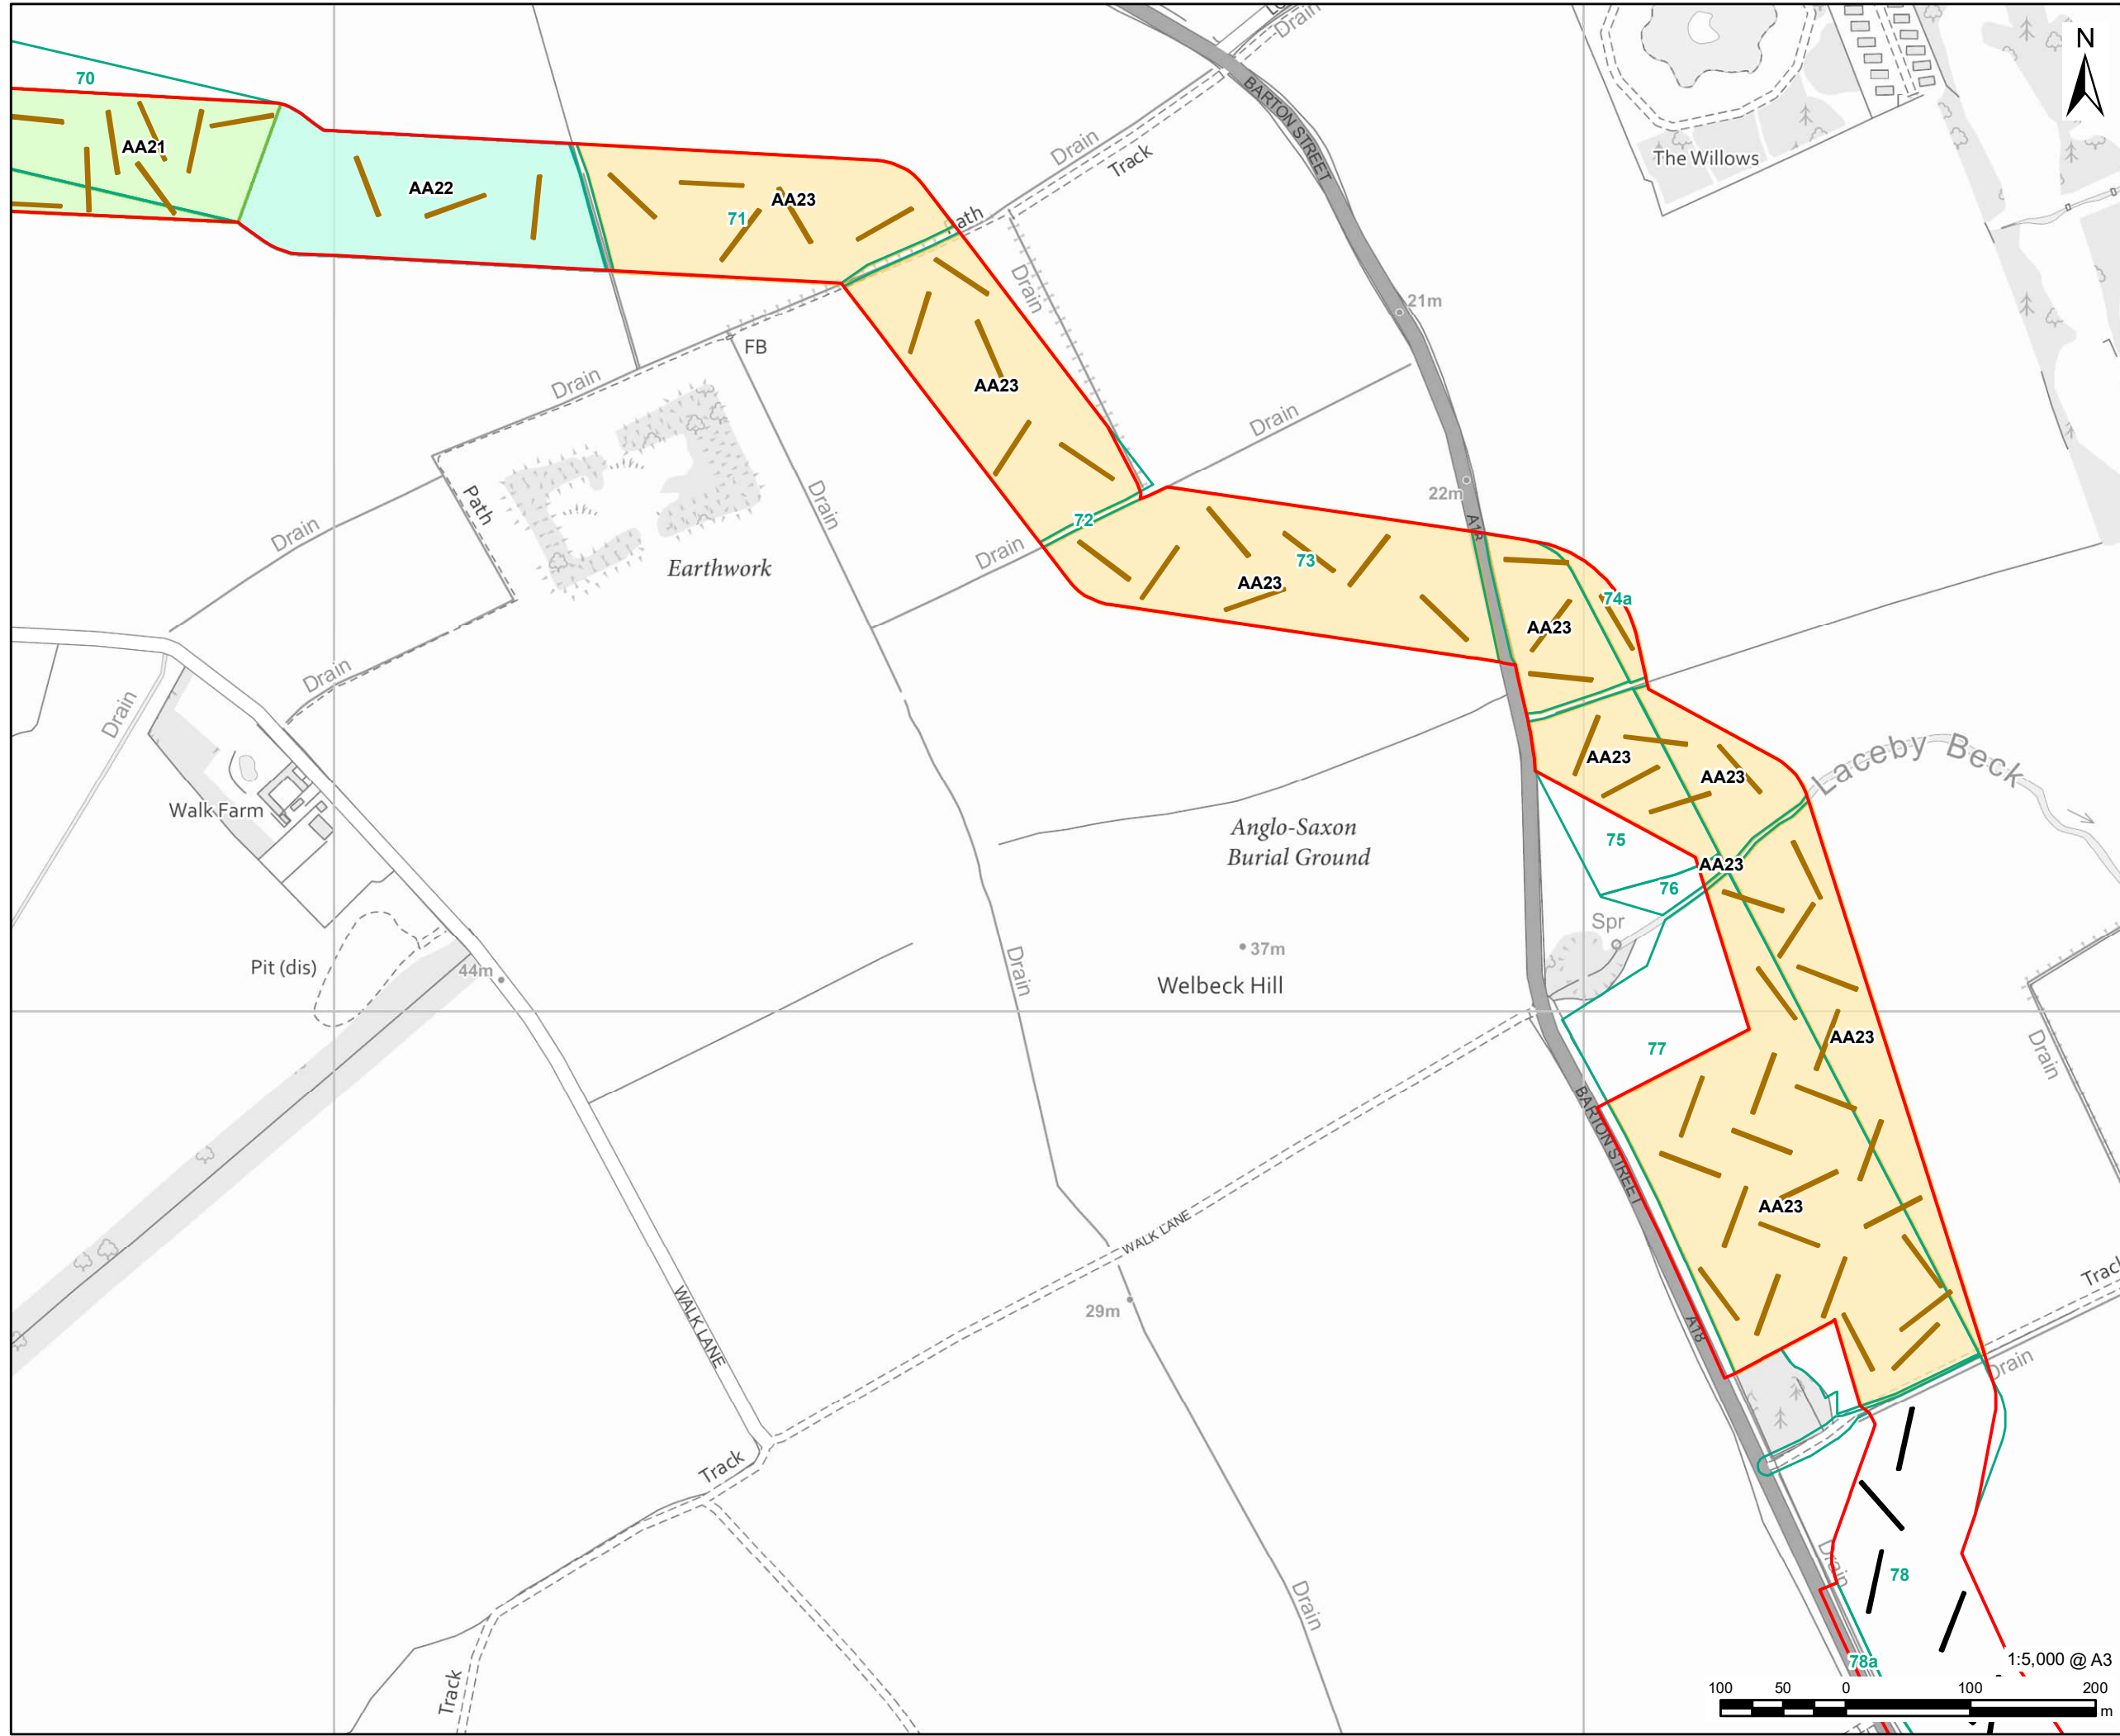 Drain
N
70
BARTON STREET
AA21
Drain
Track
The Willows
AA22
AA23
71
Path
Drain
21m
FB
AA23
Drain
Drain
22m
Path
Drain
A18
72
Drain
Drain
73
Earthwork
AA23
74a
AA23
Drain
Drain
Laceby Beck
AA23
AA23
Walk Farm
Anglo-Saxon
Burial Ground
75
AA23
76
Spr
37m
Pit (dis)
44m
Drain
Welbeck Hill
77
AA23
Drain
BARTON STREET
AA23
WALK LANE
Track
29m
WALK LANE
A18
Drain
Track
Drain
78
Drain
78a
1:5,000 @ A3
Track
100 50 0 100 200
m